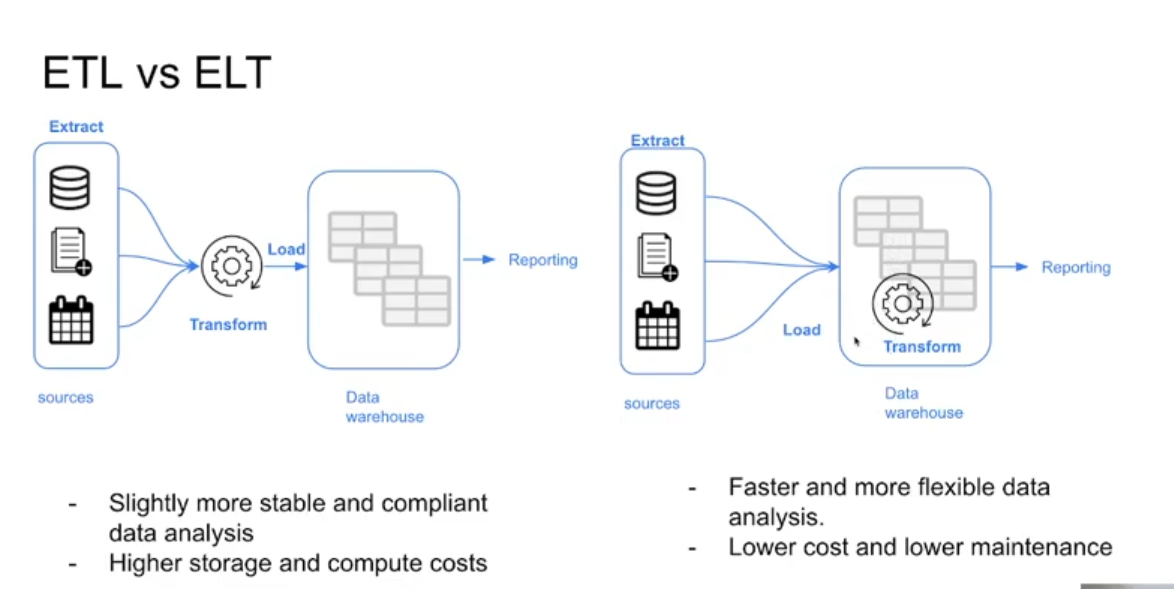 ETL vs ELT
Extract
Load
Transform
Reporting
sources
Data
warehouse
- Slightly more stable and compliant
data analysis
- Higher storage and compute costs
Extract
Load
Transform
Reporting
sources
Data
warehouse
- Faster and more flexible data
analysis.
- Lower cost and lower maintenance